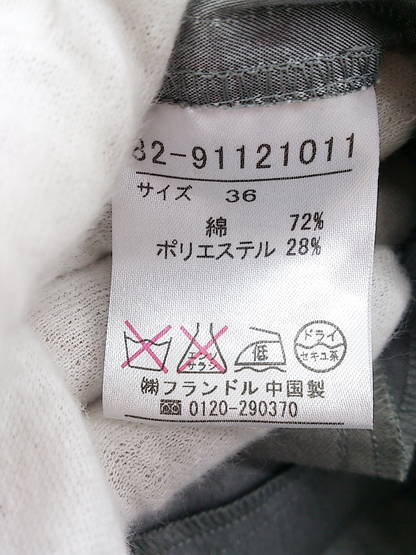 82-91121011
サイズ 36
綿 72%
ポリエステル 28%
エンソサラシ 低 ドライ セキユ系
㈱フランドル 中国製
0120-290370